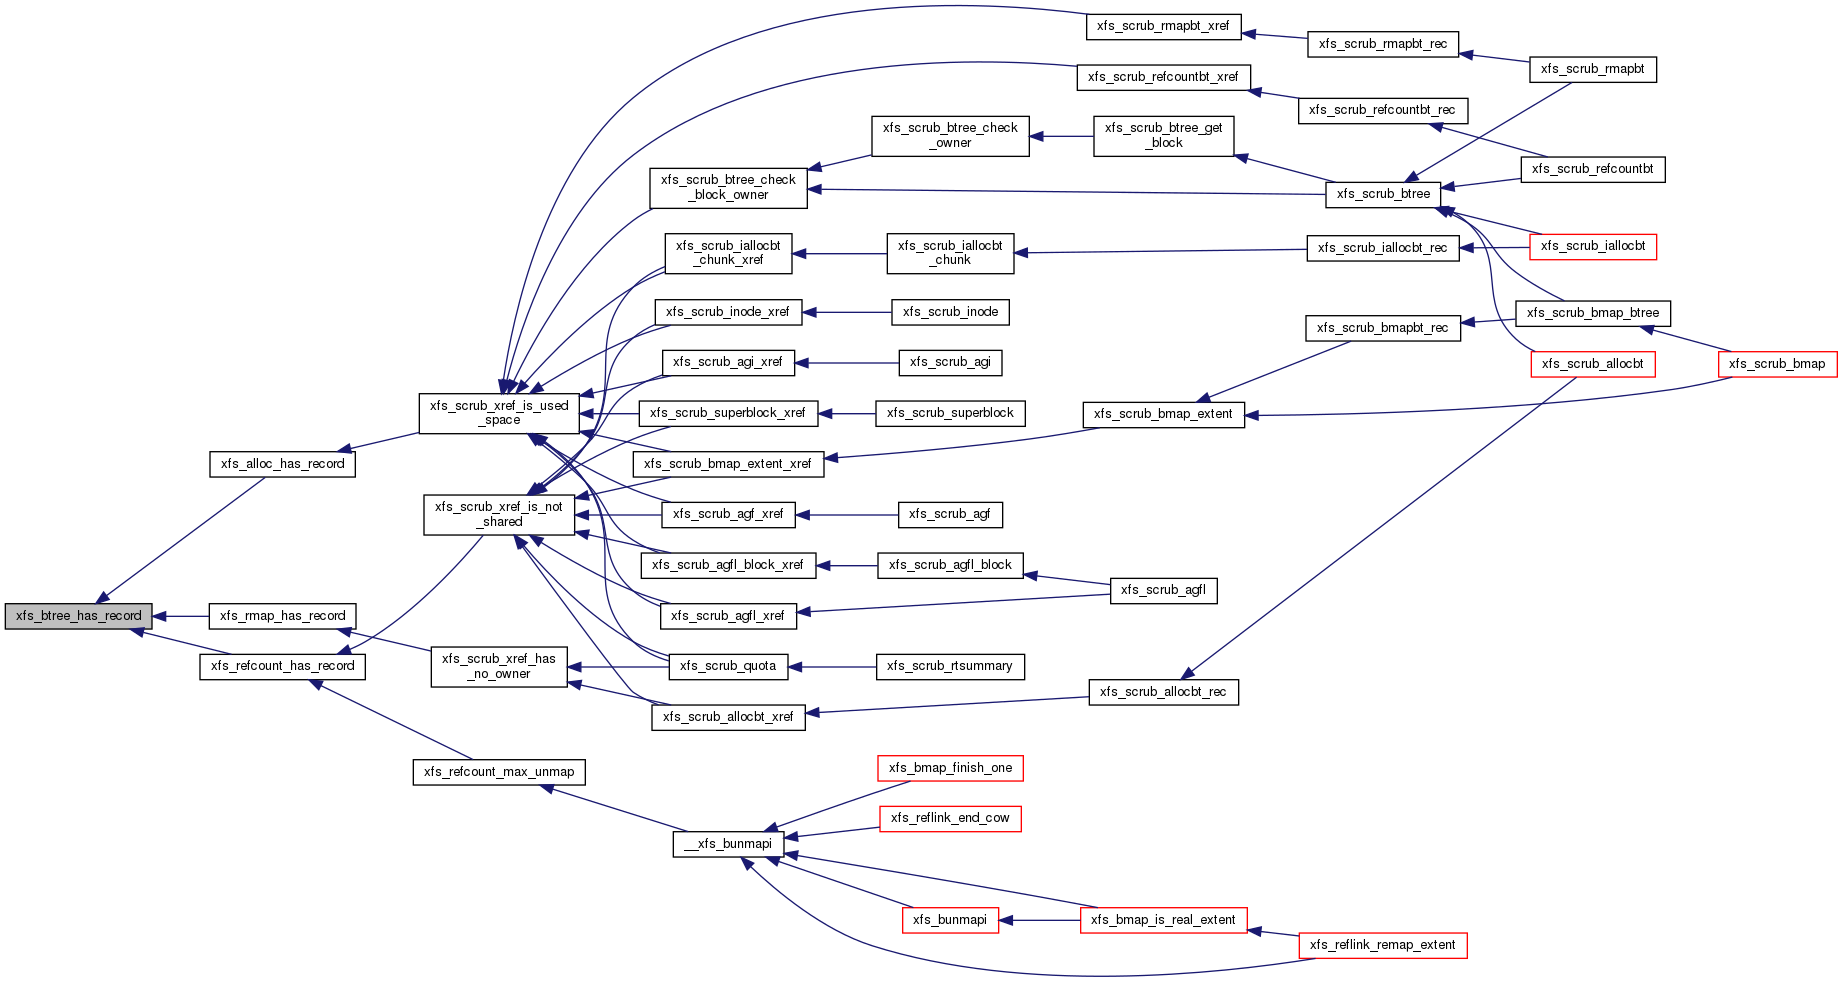 xfs_btree_has_record
xfs_alloc_has_record
xfs_rmap_has_record
xfs_refcount_has_record
xfs_scrub_xref_is_used
_space
xfs_scrub_xref_is_not
_shared
xfs_scrub_xref_has
_no_owner
xfs_refcount_max_unmap
xfs_scrub_btree_check
_block_owner
xfs_scrub_iallocbt
_chunk_xref
xfs_scrub_inode_xref
xfs_scrub_agi_xref
xfs_scrub_superblock_xref
xfs_scrub_bmap_extent_xref
xfs_scrub_agf_xref
xfs_scrub_agfl_block_xref
xfs_scrub_agfl_xref
xfs_scrub_quota
xfs_scrub_allocbt_xref
__xfs_bunmapi
xfs_scrub_btree_check
_owner
xfs_scrub_iallocbt
_chunk
xfs_scrub_inode
xfs_scrub_agi
xfs_scrub_superblock
xfs_scrub_agf
xfs_scrub_agfl_block
xfs_scrub_rtsummary
xfs_bmap_finish_one
xfs_reflink_end_cow
xfs_bunmapi
xfs_scrub_rmapbt_xref
xfs_scrub_refcountbt_xref
xfs_scrub_btree_get
_block
xfs_scrub_bmap_extent
xfs_scrub_agfl
xfs_scrub_allocbt_rec
xfs_bmap_is_real_extent
xfs_scrub_rmapbt_rec
xfs_scrub_refcountbt_rec
xfs_scrub_btree
xfs_scrub_iallocbt_rec
xfs_scrub_bmapbt_rec
xfs_reflink_remap_extent
xfs_scrub_rmapbt
xfs_scrub_refcountbt
xfs_scrub_iallocbt
xfs_scrub_bmap_btree
xfs_scrub_allocbt
xfs_scrub_bmap